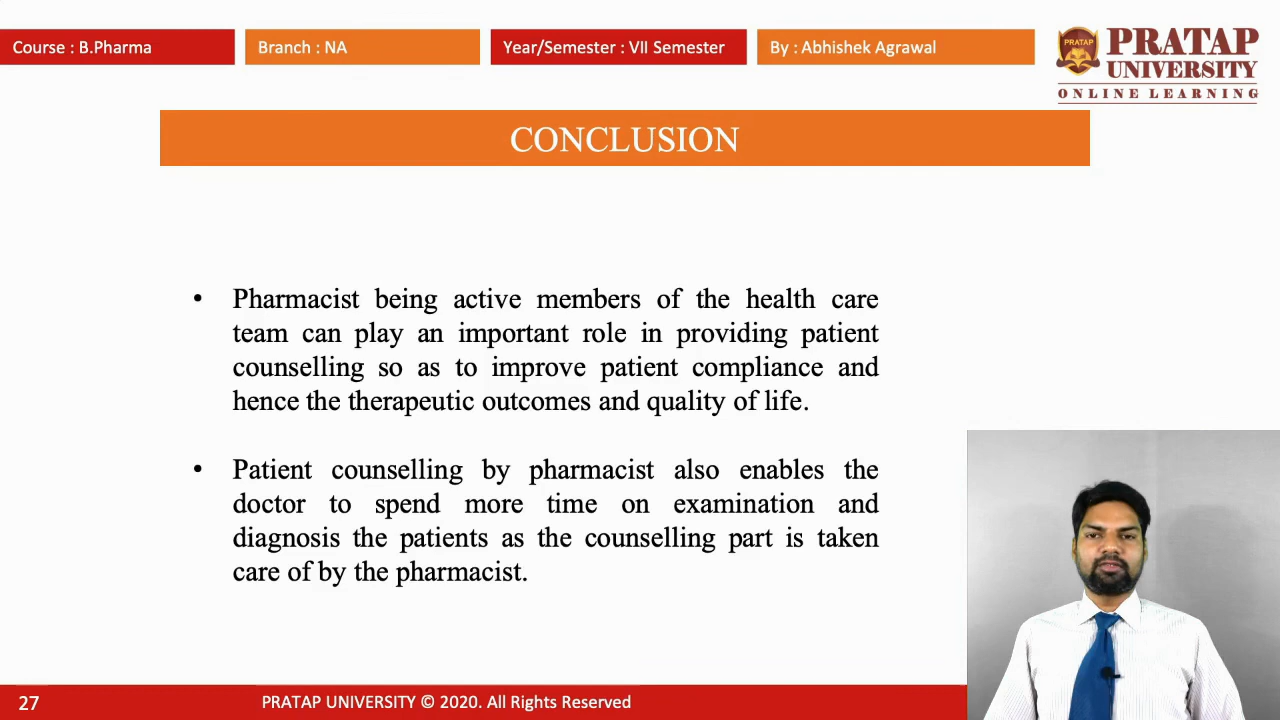 Course : B.Pharma
Branch : NA
Year/Semester : VII Semester
By : Abhishek Agrawal
PRATAP
PRATAP
UNIVERSITY
ONLINE LEARNING
CONCLUSION
• Pharmacist being active members of the health care
team can play an important role in providing patient
counselling so as to improve patient compliance and
hence the therapeutic outcomes and quality of life.
• Patient counselling by pharmacist also enables the
doctor to spend more time on examination and
diagnosis the patients as the counselling part is taken
care of by the pharmacist.
27
PRATAP UNIVERSITY © 2020. All Rights Reserved